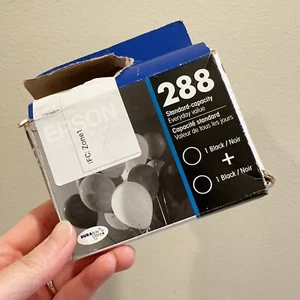 EPSON
IFC: Zone1
288
Standard-capacity
Everyday value
Capacité standard
Valeur de tous les jours
1 Black / Noir
+
1 Black / Noir
DURABrite